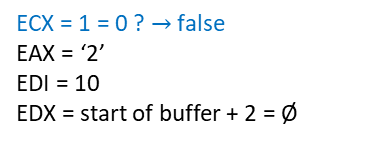 ECX = 1 = 0 ? → false
EAX = ‘2’
EDI = 10
EDX = start of buffer + 2 = Ø